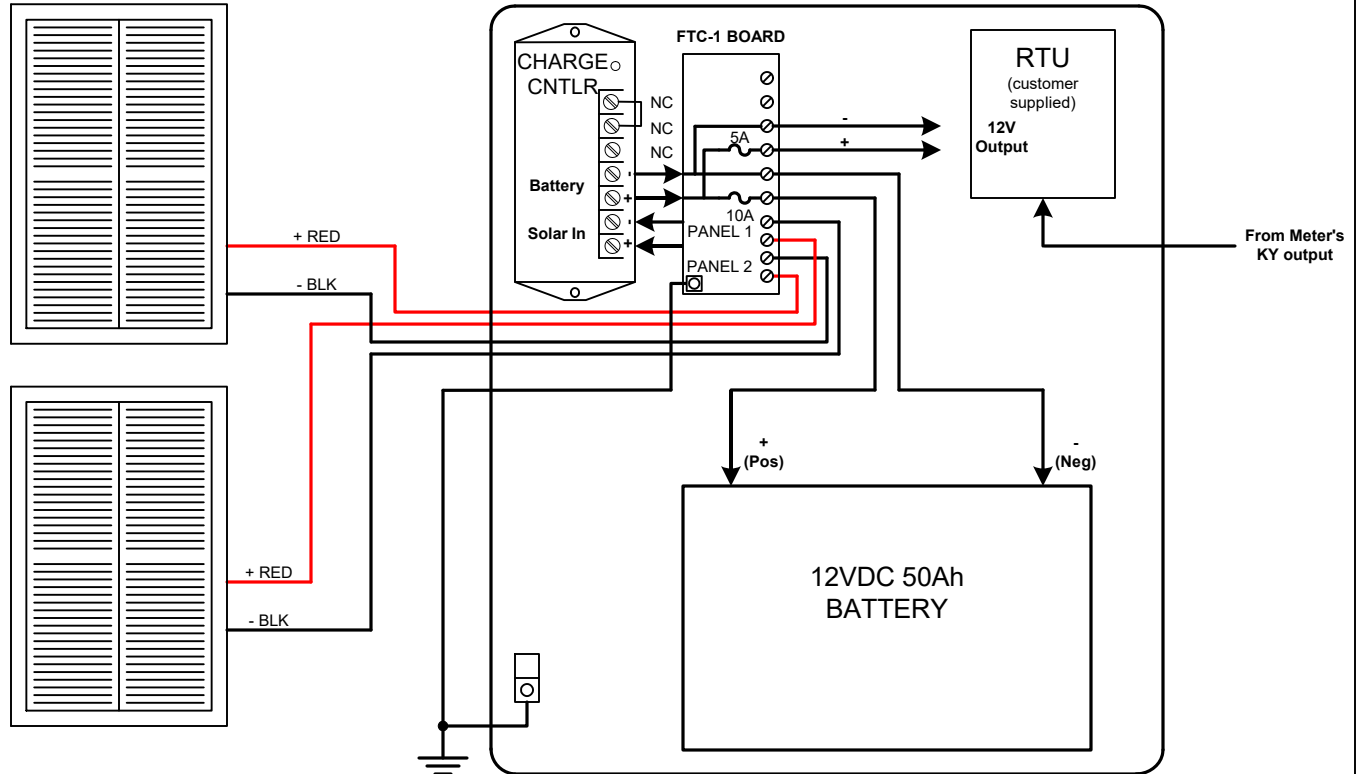 FTC-1 BOARD
CHARGE
CNTLR
NC
NC
NC
Battery
-
+
Solar In
-
+
5A
10A
PANEL 1
PANEL 2
-
+
RTU
(customer
supplied)
12V
Output
From Meter's
KY output
+ RED
- BLK
+ RED
- BLK
+
(Pos)
-
(Neg)
12VDC 50Ah
BATTERY